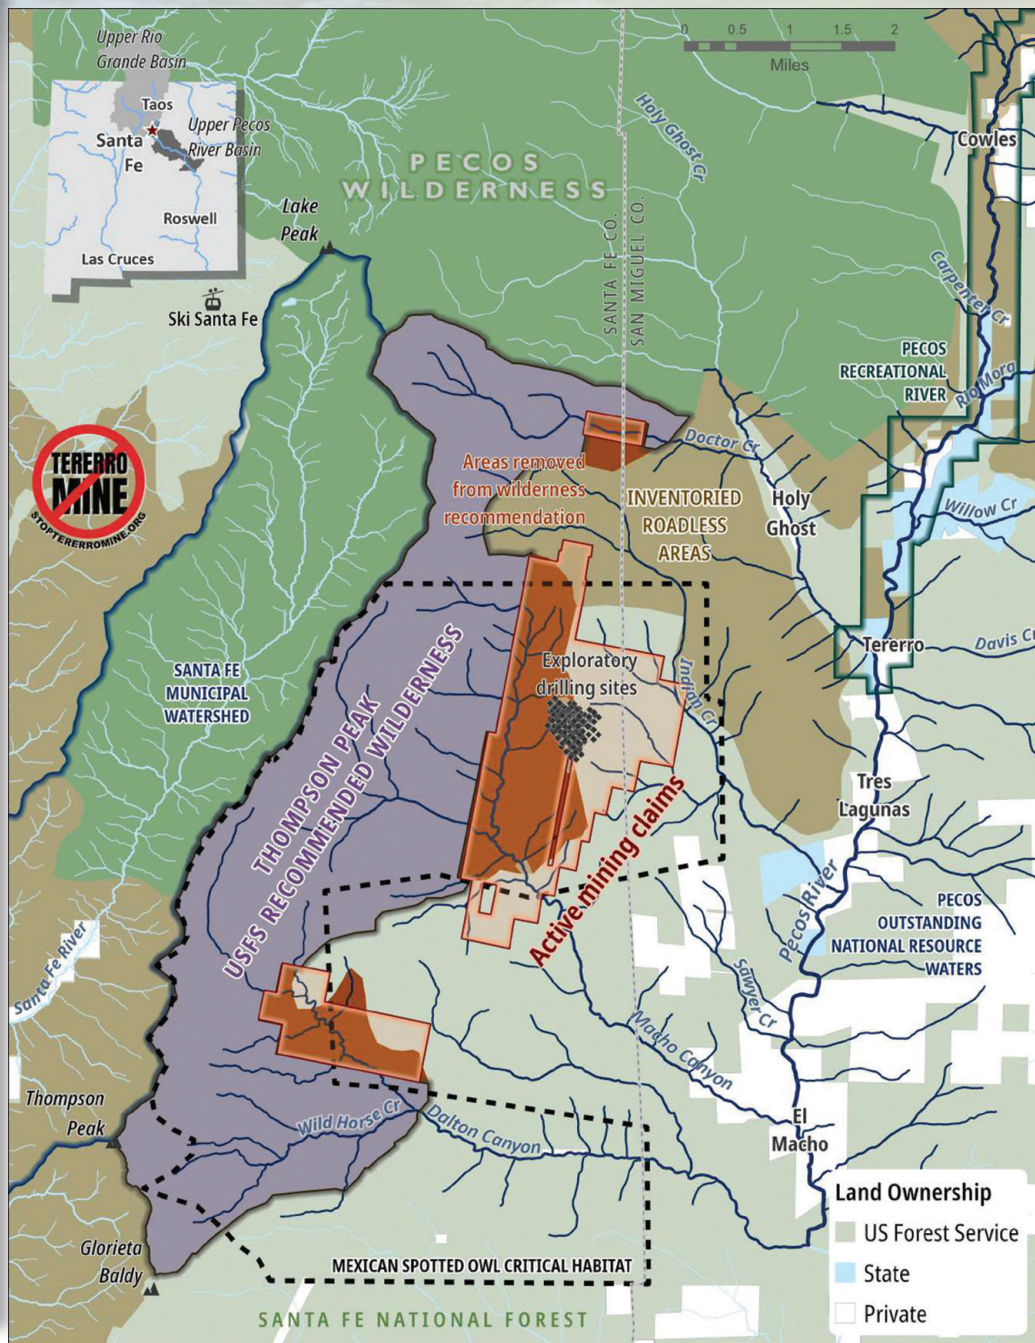 Upper Rio
Grande Basin
Taos
Santa
Fe
Upper Pecos
River Basin
Roswell
Las Cruces
0
0.5
1
1.5
2
Miles
PECOS
WILDERNESS
Holy Ghost Cr
Cowles
Lake
Peak
SANTA FE CO.
SAN MIGUEL CO.
Ski Santa Fe
Carpenter Cr
PECOS
RECREATIONAL
RIVER
Rio Mora
TERERRO
MINE
STOPTERERROMINE.ORG
Doctor Cr
Areas removed
from wilderness
recommendation
INVENTORIED
ROADLESS
AREAS
Holy
Ghost
Willow Cr
Tererro
Davis Cr
SANTA FE
MUNICIPAL
WATERSHED
THOMPSON PEAK
USFS RECOMMENDED WILDERNESS
Exploratory
drilling sites
Indian Cr
Active mining claims
Tres
Lagunas
Pecos River
PECOS
OUTSTANDING
NATIONAL RESOURCE
WATERS
Santa Fe River
Sawyer Cr
Macho Canyon
Thompson
Peak
Wild Horse Cr
Dalton Canyon
El
Macho
Glorieta
Baldy
MEXICAN SPOTTED OWL CRITICAL HABITAT
SANTA FE NATIONAL FOREST
Land Ownership
US Forest Service
State
Private